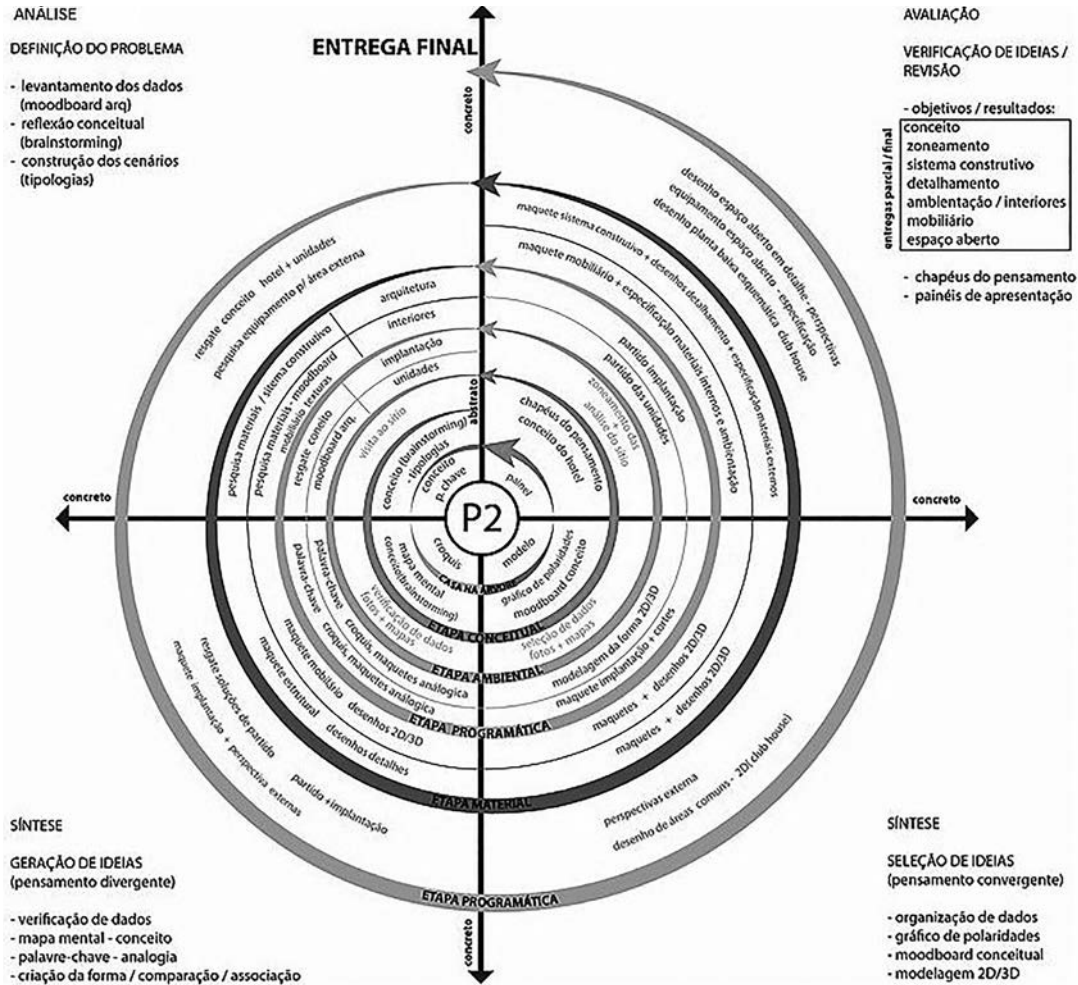 ANÁLISE
DEFINIÇÃO DO PROBLEMA
- levantamento dos dados
(moodboard arq)
- reflexão conceitual
(brainstorming)
- construção dos cenários
(tipologias)
ENTREGA FINAL
AVALIAÇÃO
VERIFICAÇÃO DE IDEIAS /
REVISÃO
- objetivos / resultados:
entregas parcial / final
conceito
zoneamento
sistema construtivo
detalhamento
ambientação / interiores
mobiliário
espaço aberto
- chapéus do pensamento
- painéis de apresentação
concreto
abstrato
concreto
concreto
concreto
P2
resgate conceito hotel + unidades
pesquisa equipamento p/ área externa
pesquisa materiais / sistema construtivo
arquitetura
pesquisa materiais - moodboard
mobiliário texturas
interiores
resgate conceito
implantação
moodboard arq.
unidades
visita ao sítio
conceito (brainstorming)
- tipologias
conceito
p. chave
desenho espaço aberto em detalhe - perspectivas
equipamento espaço aberto - especificação
desenho planta baixa esquemática club house
maquete sistema construtivo + desenhos detalhamento + especificação materiais externos
maquete mobiliário + especificação materiais internos e ambientação
partido implantação
partido das unidades
zoneamento das
+
análise do sítio
chapéus do pensamento
conceito do hotel
painel
croquis
mapa mental
conceito(brainstorming)
verificação de dados
fotos + mapas
palavra-chave
croquis, maquetes analógica
palavra-chave
croquis, maquetes analógica
maquete mobiliário
desenhos 2D/3D
maquete estrutural
desenhos detalhes
resgate soluções de partido
partido +implantação
maquete implantação + perspectiva externas
modelo
gráfico de polaridades
moodboard conceito
seleção de dados
fotos + mapas
modelagem da forma 2D/3D
maquete implantação + cortes
maquetes + desenhos 2D/3D
maquetes + desenhos 2D/3D
perspectivas externa
desenho de áreas comuns - 2D( club house)
CASA NA ÁRVORE
ETAPA CONCEITUAL
ETAPA AMBIENTAL
ETAPA PROGRAMÁTICA
ETAPA MATERIAL
ETAPA PROGRAMÁTICA
SÍNTESE
GERAÇÃO DE IDEIAS
(pensamento divergente)
- verificação de dados
- mapa mental - conceito
- palavre-chave - analogia
- criação da forma / comparação / associação
SÍNTESE
SELEÇÃO DE IDEIAS
(pensamento convergente)
- organização de dados
- gráfico de polaridades
- moodboard conceitual
- modelagem 2D/3D